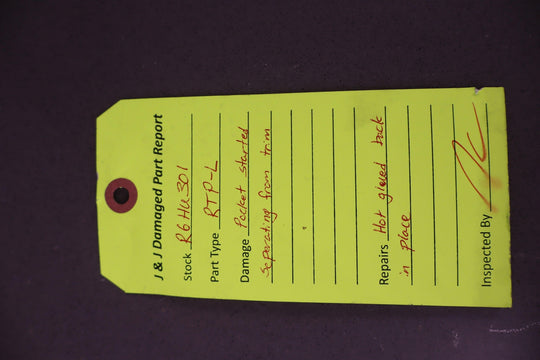 J & J Damaged Part Report
Stock R6HU301
Part Type RTP-L
Damage Pocket started
separating from trim
Repairs Hot glued back
in place
Inspected By